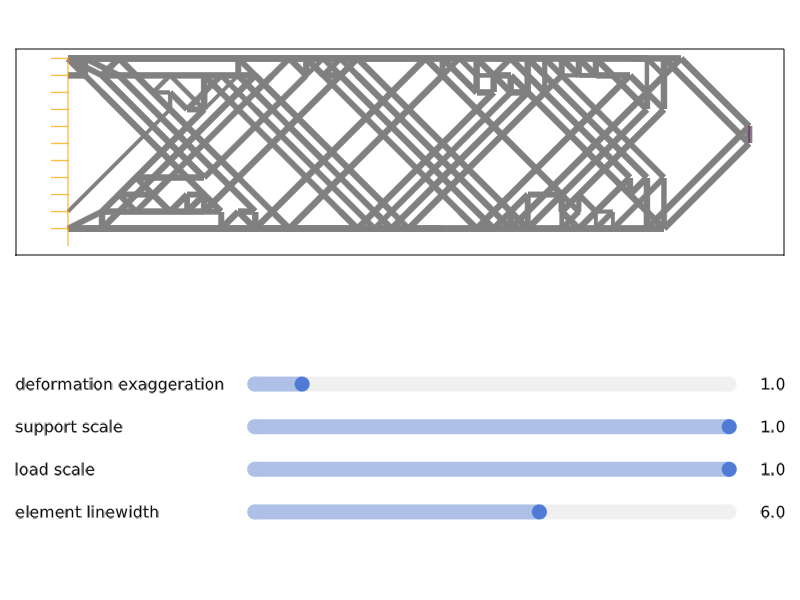 deformation exaggeration 1.0
support scale 1.0
load scale 1.0
element linewidth 6.0